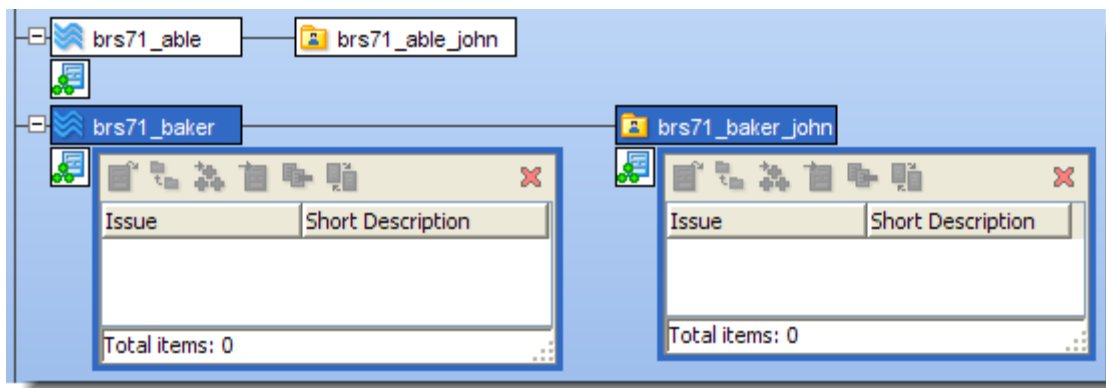 brs71_able brs71_able_john
brs71_baker brs71_baker_john
Issue Short Description Issue Short Description
Total items: 0 Total items: 0